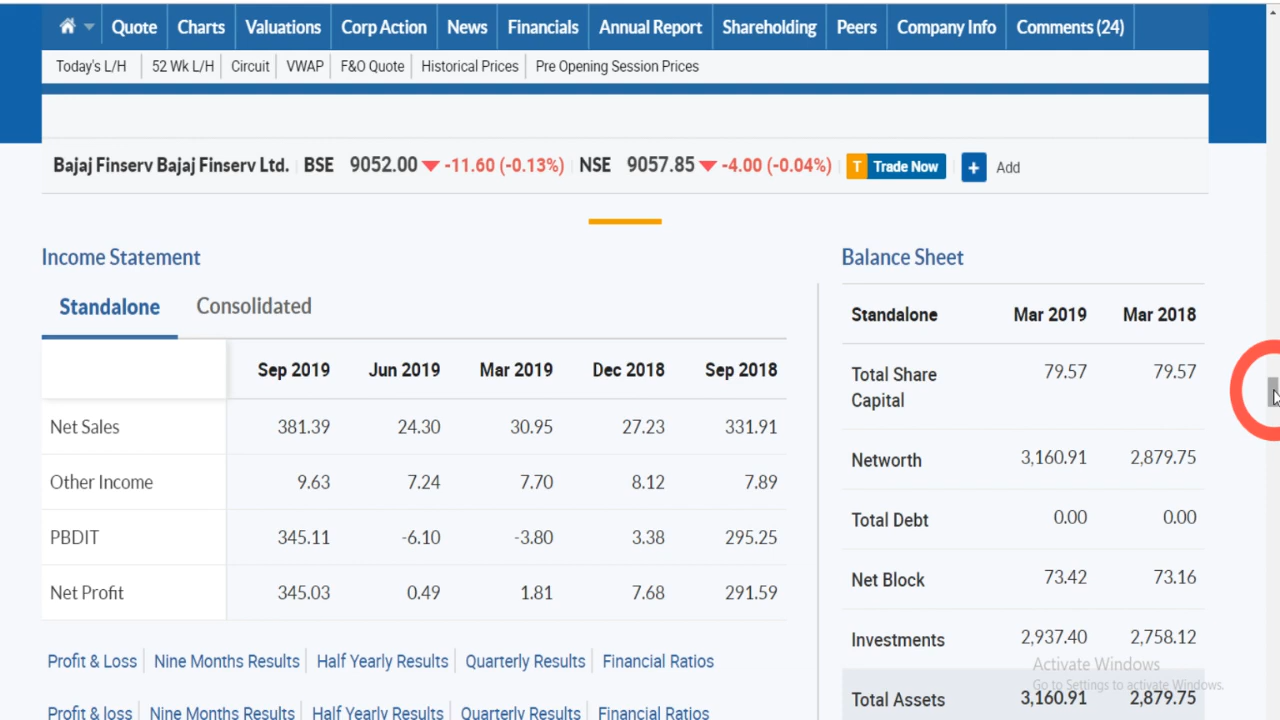 Quote Charts Valuations Corp Action News Financials Annual Report Shareholding Peers Company Info Comments (24)
Today's L/H 52 Wk L/H Circuit VWAP F&O Quote Historical Prices Pre Opening Session Prices
Bajaj Finserv Bajaj Finserv Ltd. BSE 9052.00 -11.60 (-0.13%) NSE 9057.85 -4.00 (-0.04%) T Trade Now + Add
Income Statement
Standalone Consolidated
Sep 2019 Jun 2019 Mar 2019 Dec 2018 Sep 2018
Net Sales 381.39 24.30 30.95 27.23 331.91
Other Income 9.63 7.24 7.70 8.12 7.89
PBDIT 345.11 -6.10 -3.80 3.38 295.25
Net Profit 345.03 0.49 1.81 7.68 291.59
Profit & Loss Nine Months Results Half Yearly Results Quarterly Results Financial Ratios
Profit & loss Nine Months Results Half Yearly Results Quarterly Results Financial Ratios
Balance Sheet
Standalone Mar 2019 Mar 2018
Total Share Capital 79.57 79.57
Networth 3,160.91 2,879.75
Total Debt 0.00 0.00
Net Block 73.42 73.16
Investments 2,937.40 2,758.12
Activate Windows
Go to Settings to activate Windows.
Total Assets 3,160.91 2,879.75